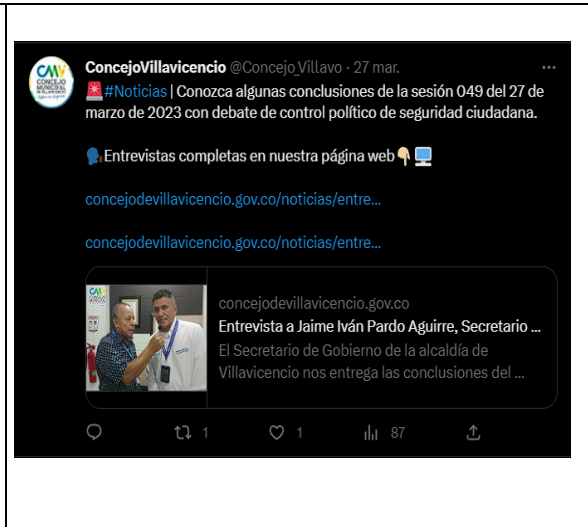 ConcejoVillavicencio @Concejo_Villavo · 27 mar.
🚨#Noticias | Conozca algunas conclusiones de la sesión 049 del 27 de
marzo de 2023 con debate de control político de seguridad ciudadana.
🗣️Entrevistas completas en nuestra página web👇🏼💻
concejodevillavicencio.gov.co/noticias/entre...
concejodevillavicencio.gov.co/noticias/entre...
concejodevillavicencio.gov.co
Entrevista a Jaime Iván Pardo Aguirre, Secretario ...
El Secretario de Gobierno de la alcaldía de
Villavicencio nos entrega las conclusiones del ...
1 1 87
CMV
CONCEJO
MUNICIPAL